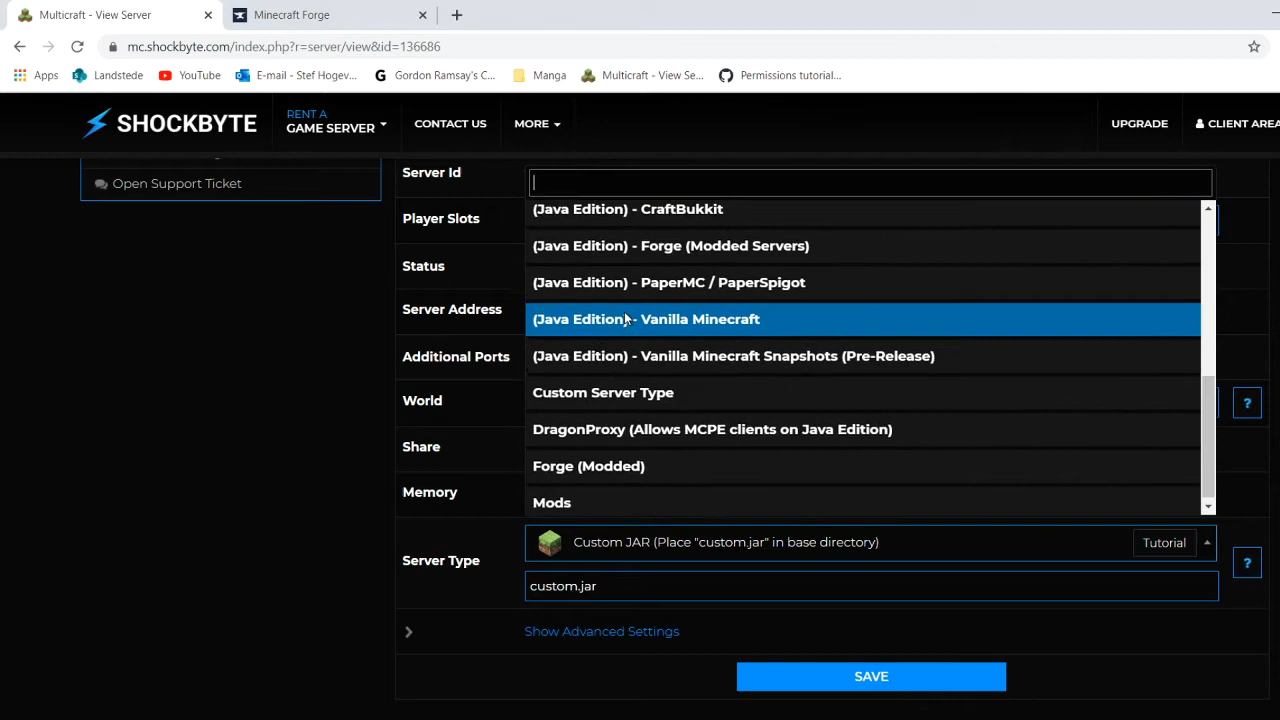 Multicraft - View Server
Minecraft Forge
mc.shockbyte.com/index.php?r=server/view&id=136686
Apps
Landstede
YouTube
E-mail - Stef Hogev...
Gordon Ramsay's C...
Manga
Multicraft - View Se...
Permissions tutorial...
SHOCKBYTE
RENT A
GAME SERVER
CONTACT US
MORE
UPGRADE
CLIENT AREA
Open Support Ticket
Server Id
Player Slots
Status
Server Address
Additional Ports
World
Share
Memory
Server Type
(Java Edition) - CraftBukkit
(Java Edition) - Forge (Modded Servers)
(Java Edition) - PaperMC / PaperSpigot
(Java Edition) - Vanilla Minecraft
(Java Edition) - Vanilla Minecraft Snapshots (Pre-Release)
Custom Server Type
DragonProxy (Allows MCPE clients on Java Edition)
Forge (Modded)
Mods
?
Custom JAR (Place "custom.jar" in base directory)
Tutorial
?
custom.jar
Show Advanced Settings
SAVE